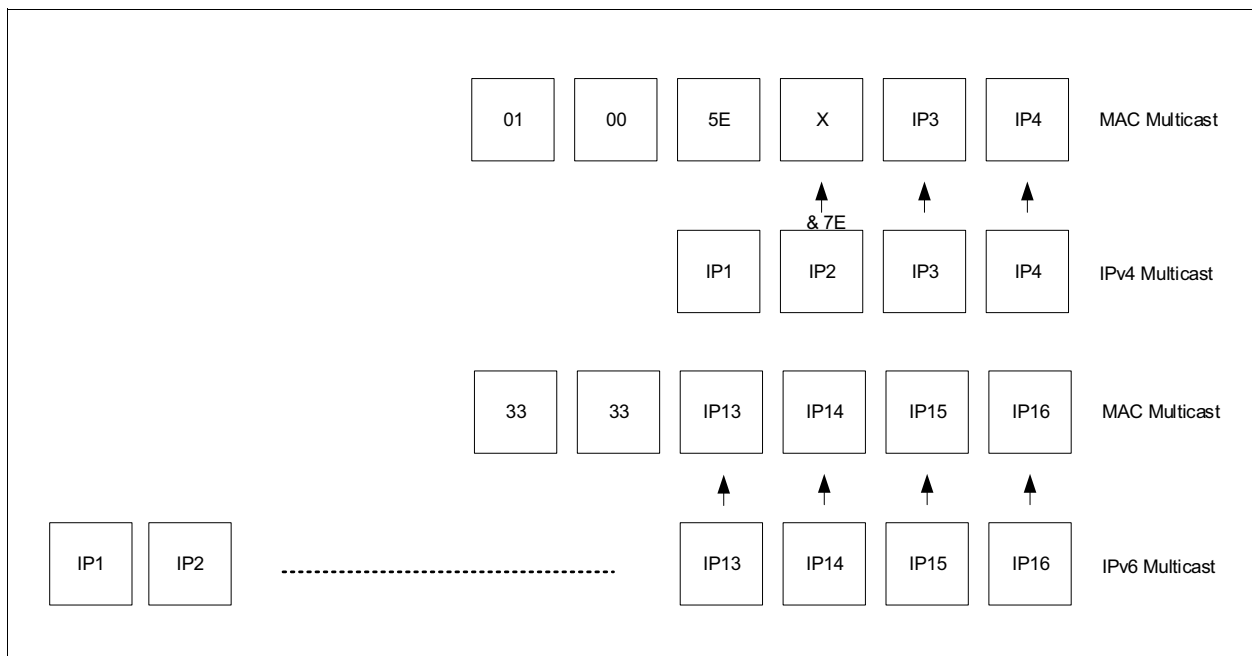 01 00 5E X IP3 IP4 MAC Multicast
& 7E
IP1 IP2 IP3 IP4 IPv4 Multicast
33 33 IP13 IP14 IP15 IP16 MAC Multicast
IP1 IP2 IP13 IP14 IP15 IP16 IPv6 Multicast